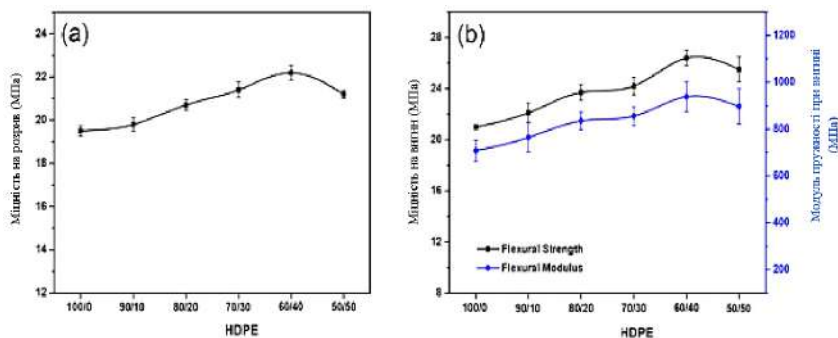 (a)
Міцність на розрив (МПа)
24
22
20
18
16
14
12
100/0 90/10 80/20 70/30 60/40 50/50
HDPE
(b)
Міцність на вигин (МПа)
28
24
20
16
12
8
Flexural Strength
Flexural Modulus
100/0 90/10 80/20 70/30 60/40 50/50
HDPE
1200
1000
800
600
400
200
Модуль пружності при вигині
(МПа)